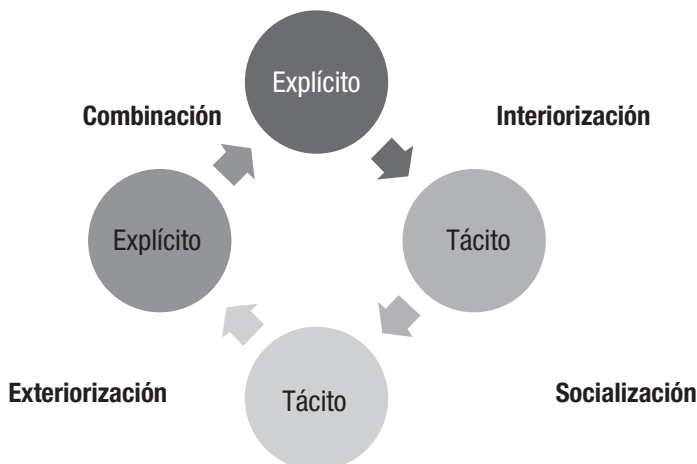 Explícito
Combinación
Interiorización
Explícito
Tácito
Exteriorización
Tácito
Socialización